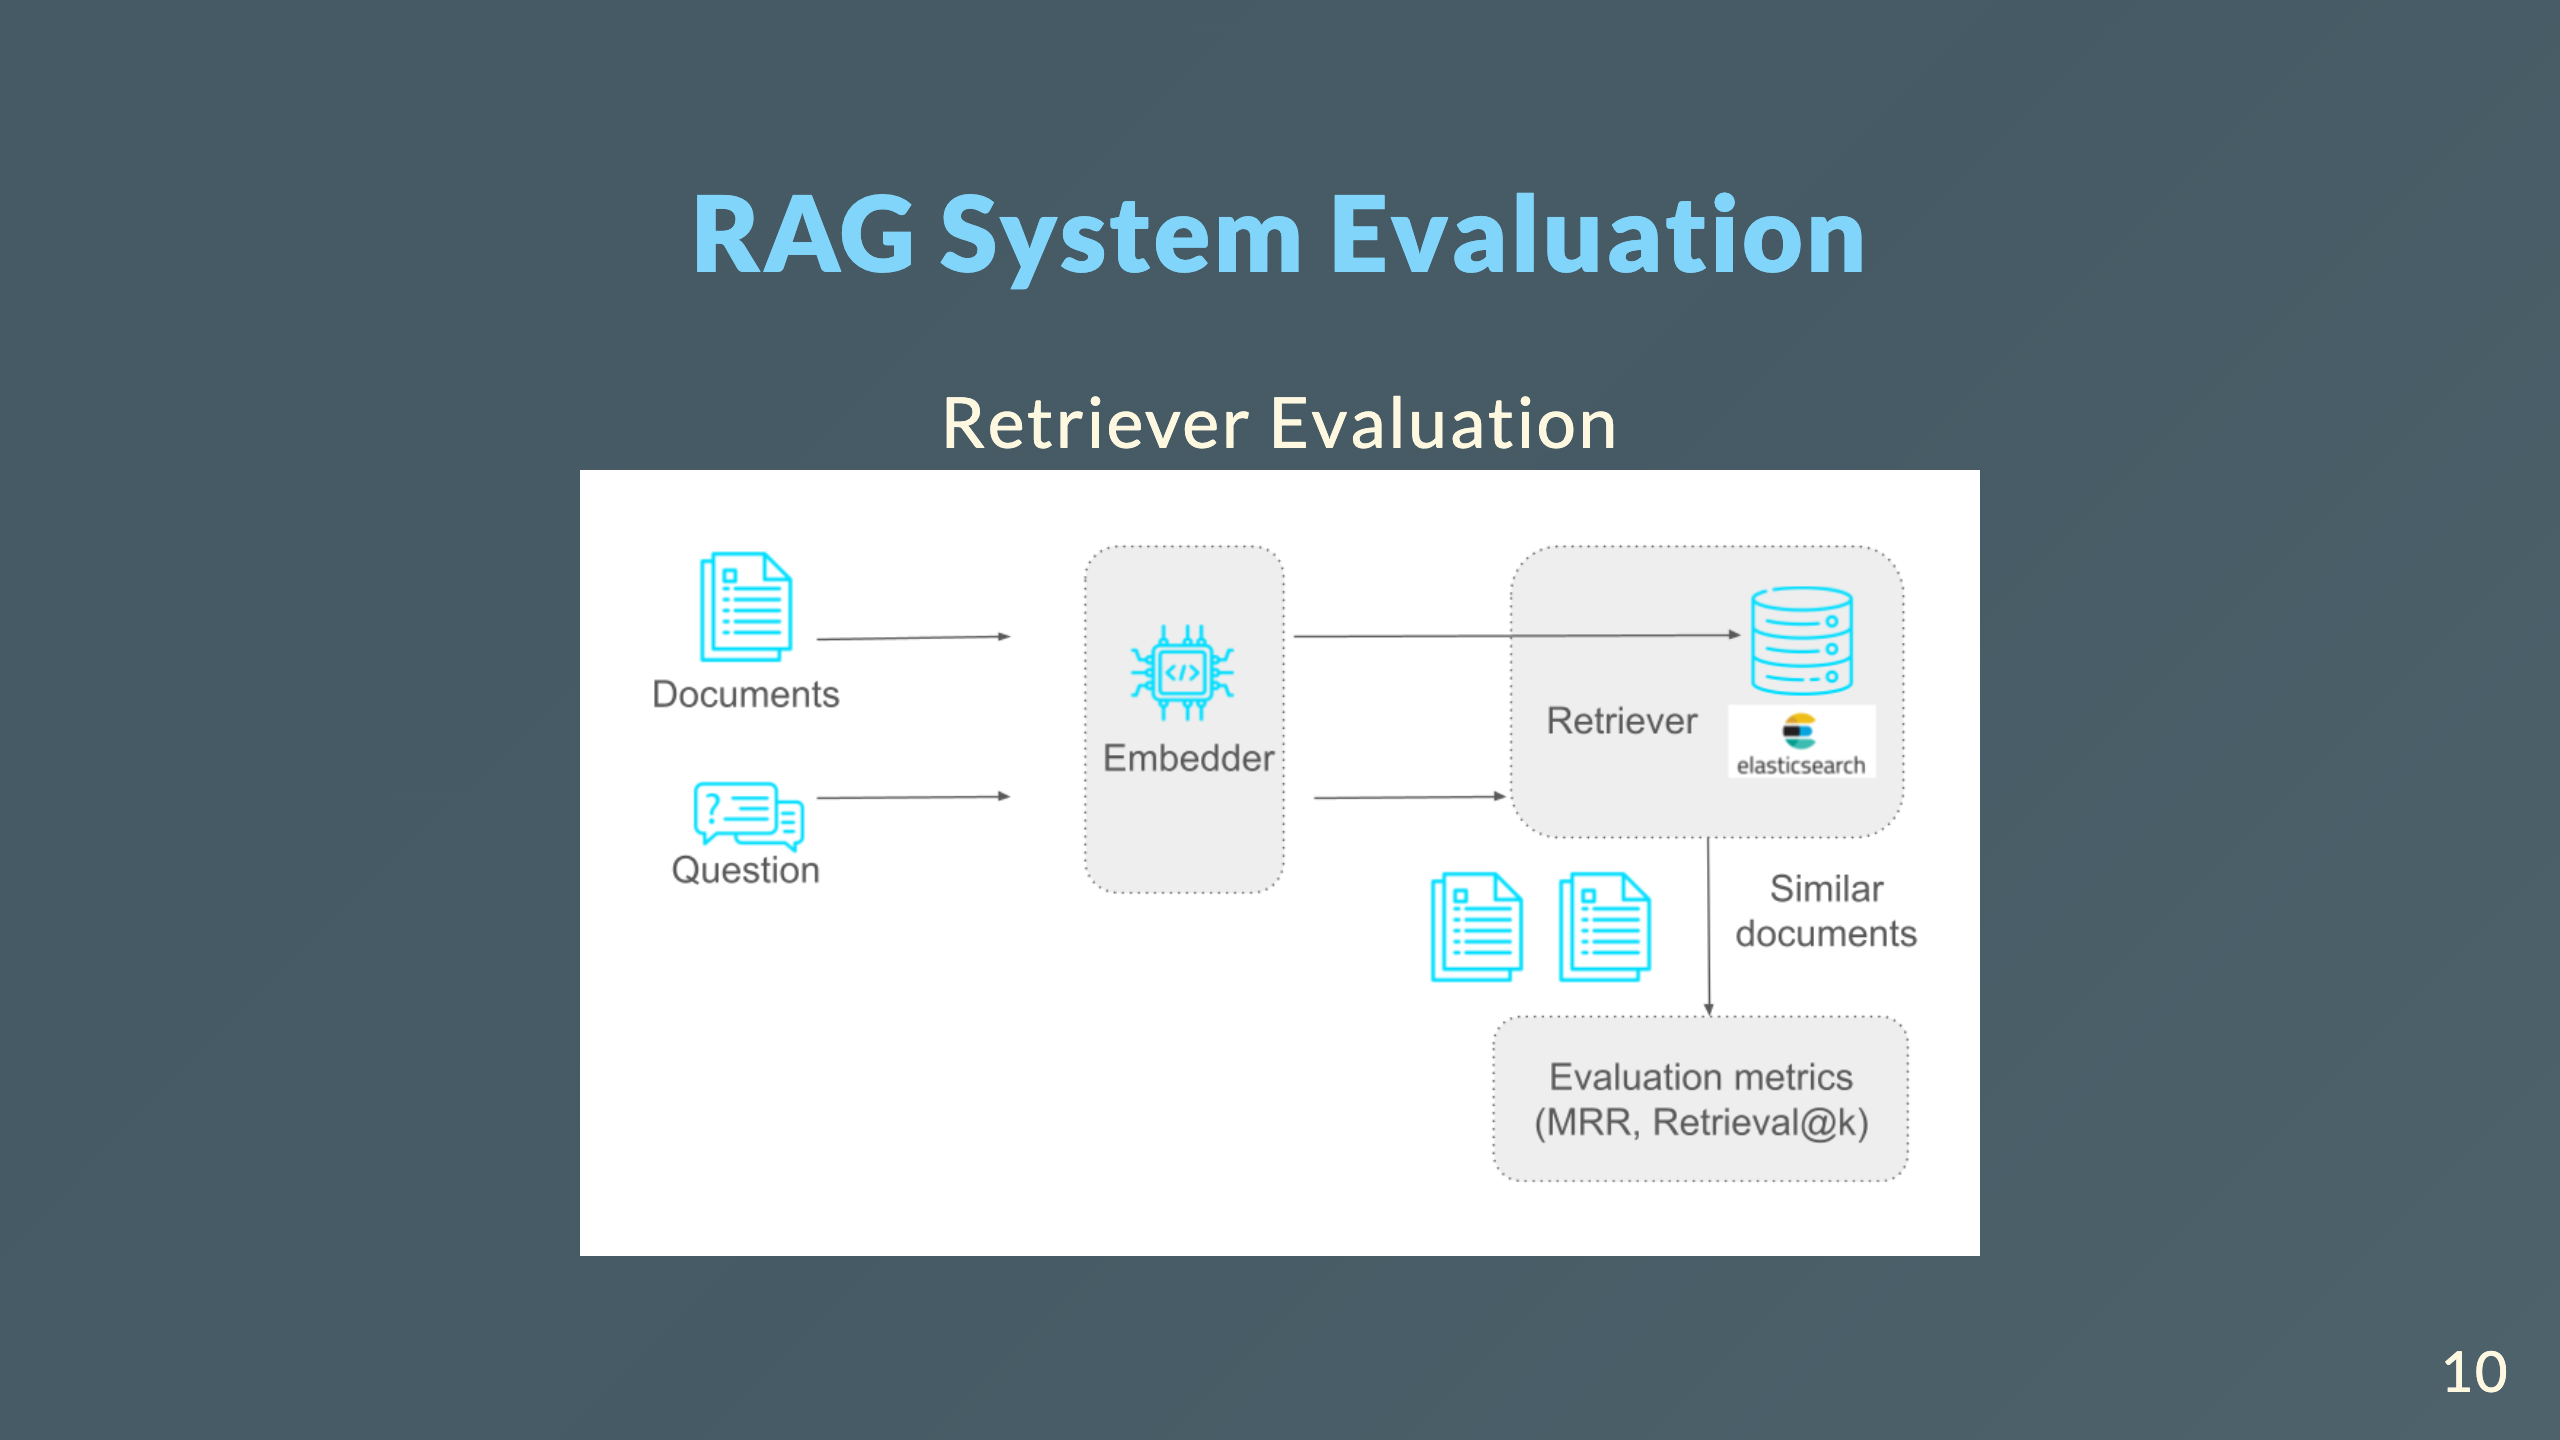 RAG System Evaluation
Retriever Evaluation
Documents
Question
</>
Embedder
?
Retriever
elasticsearch
Similar
documents
Evaluation metrics
(MRR, Retrieval@k)
10